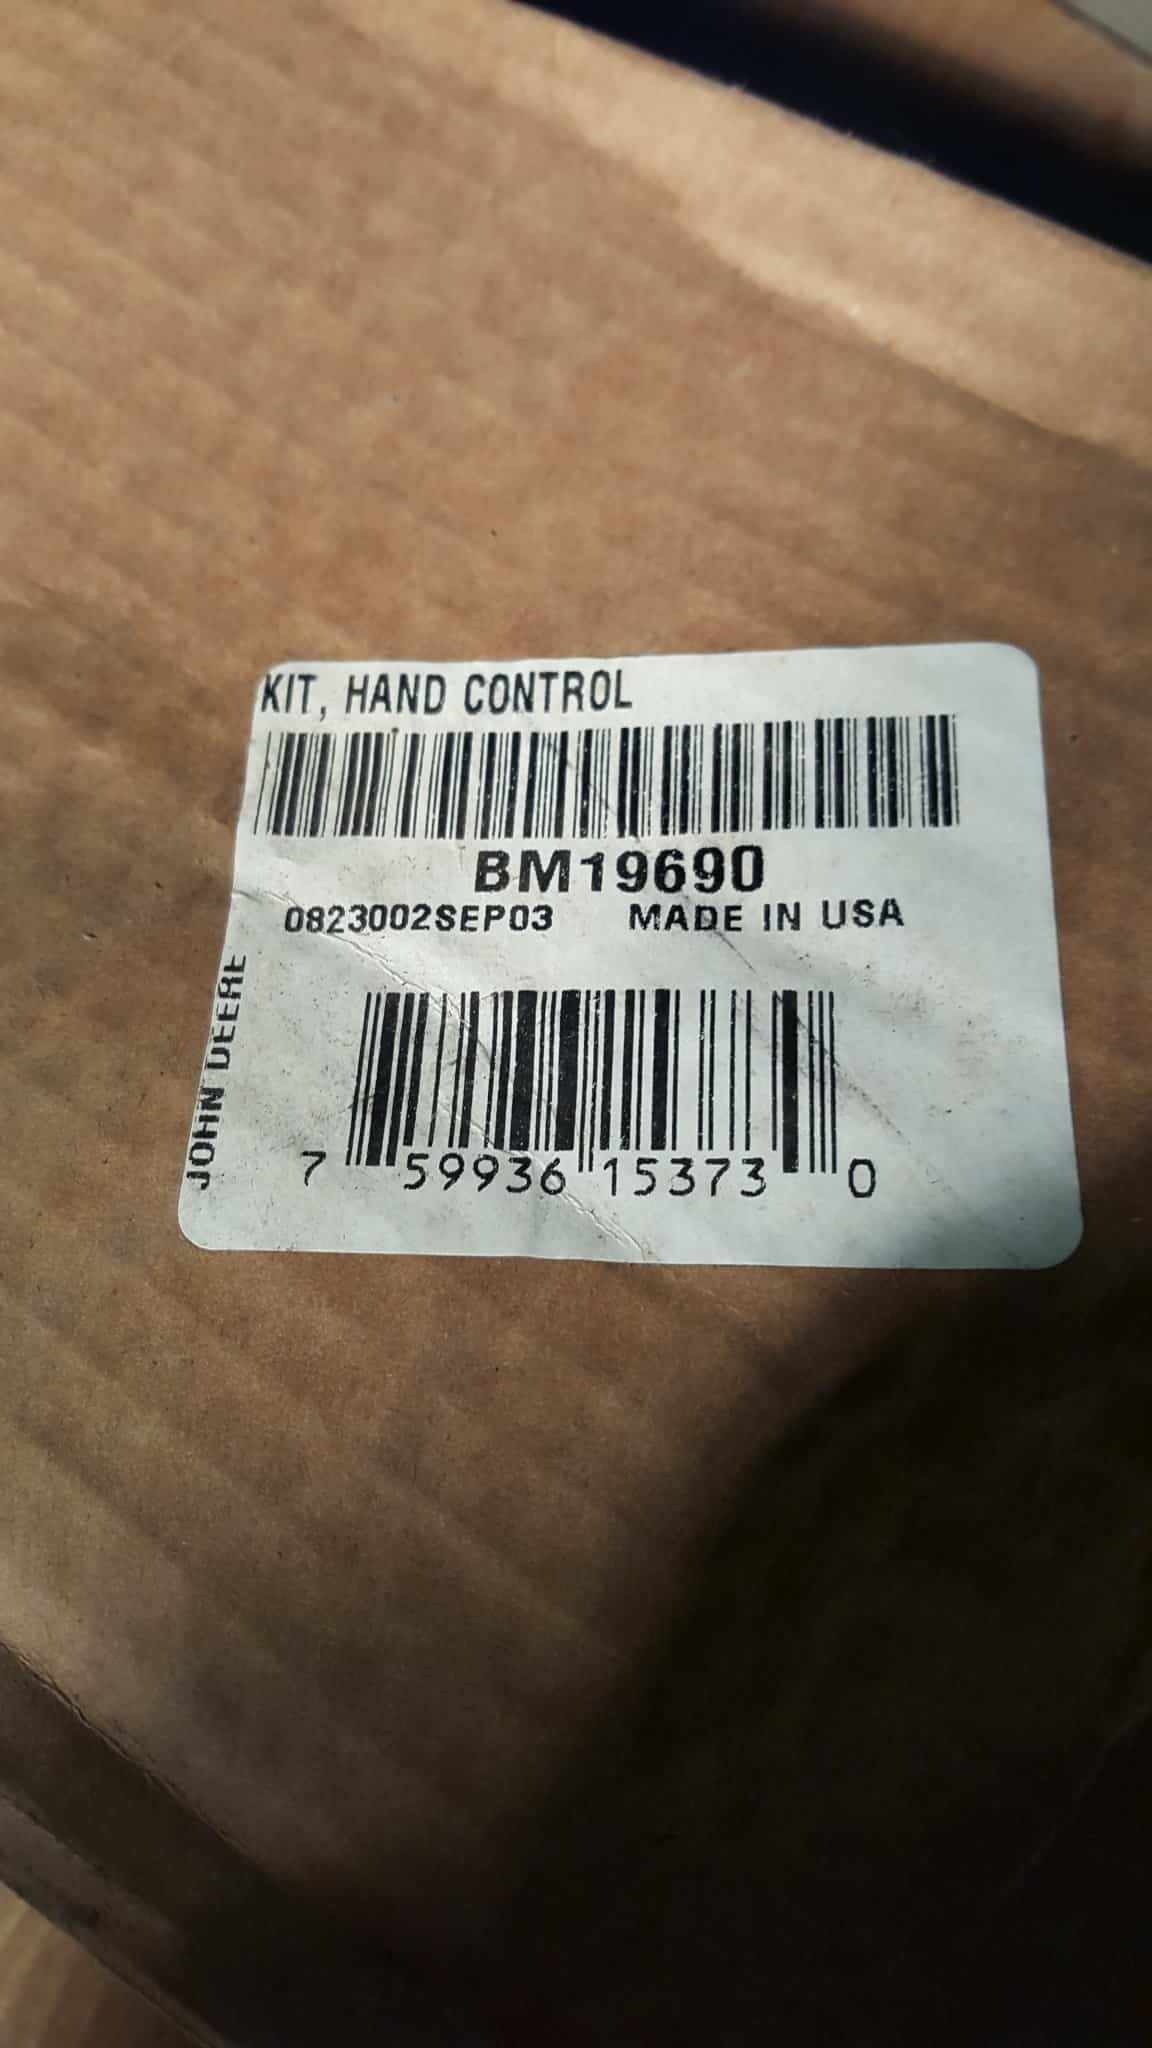 KIT, HAND CONTROL
BM19690
0823002SEP03 MADE IN USA
JOHN DEERE
7 59936 15373 0